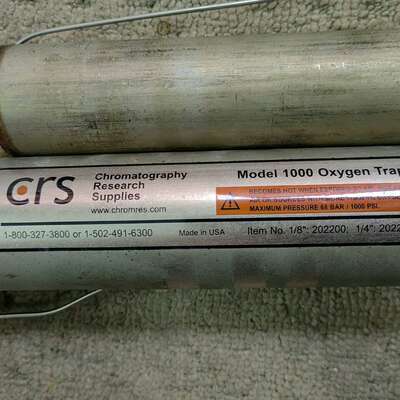 crs
Chromatography
Research
Supplies
www.chromres.com
Model 1000 Oxygen Trap
BECOMES HOT WHEN EXPOSED TO
AIR OR
MAXIMUM PRESSURE 68 BAR / 1000 PSI.
1-800-327-3800 or 1-502-491-6300
Made in USA
Item No. 1/8": 202200; 1/4": 2022